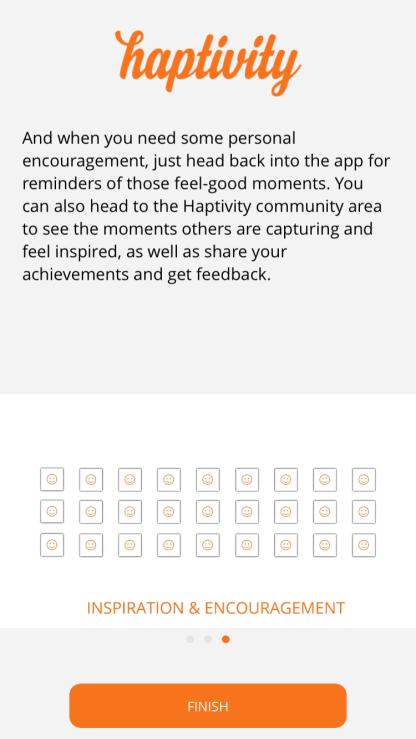 haptivity
And when you need some personal
encouragement, just head back into the app for
reminders of those feel-good moments. You
can also head to the Haptivity community area
to see the moments others are capturing and
feel inspired, as well as share your
achievements and get feedback.
INSPIRATION & ENCOURAGEMENT
FINISH